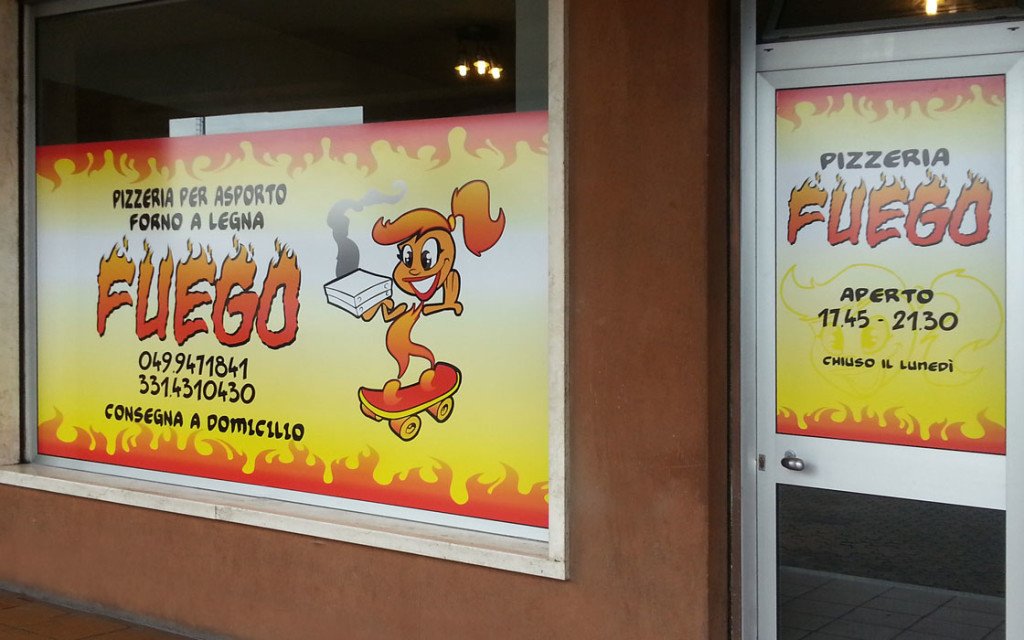 PIZZERIA PER ASPORTO
FORNO A LEGNA
FUEGO
049.9471841
331.4310430
CONSEGNA A DOMICILIO
PIZZERIA
FUEGO
APERTO
17.45 - 21.30
CHIUSO IL LUNEDÌ